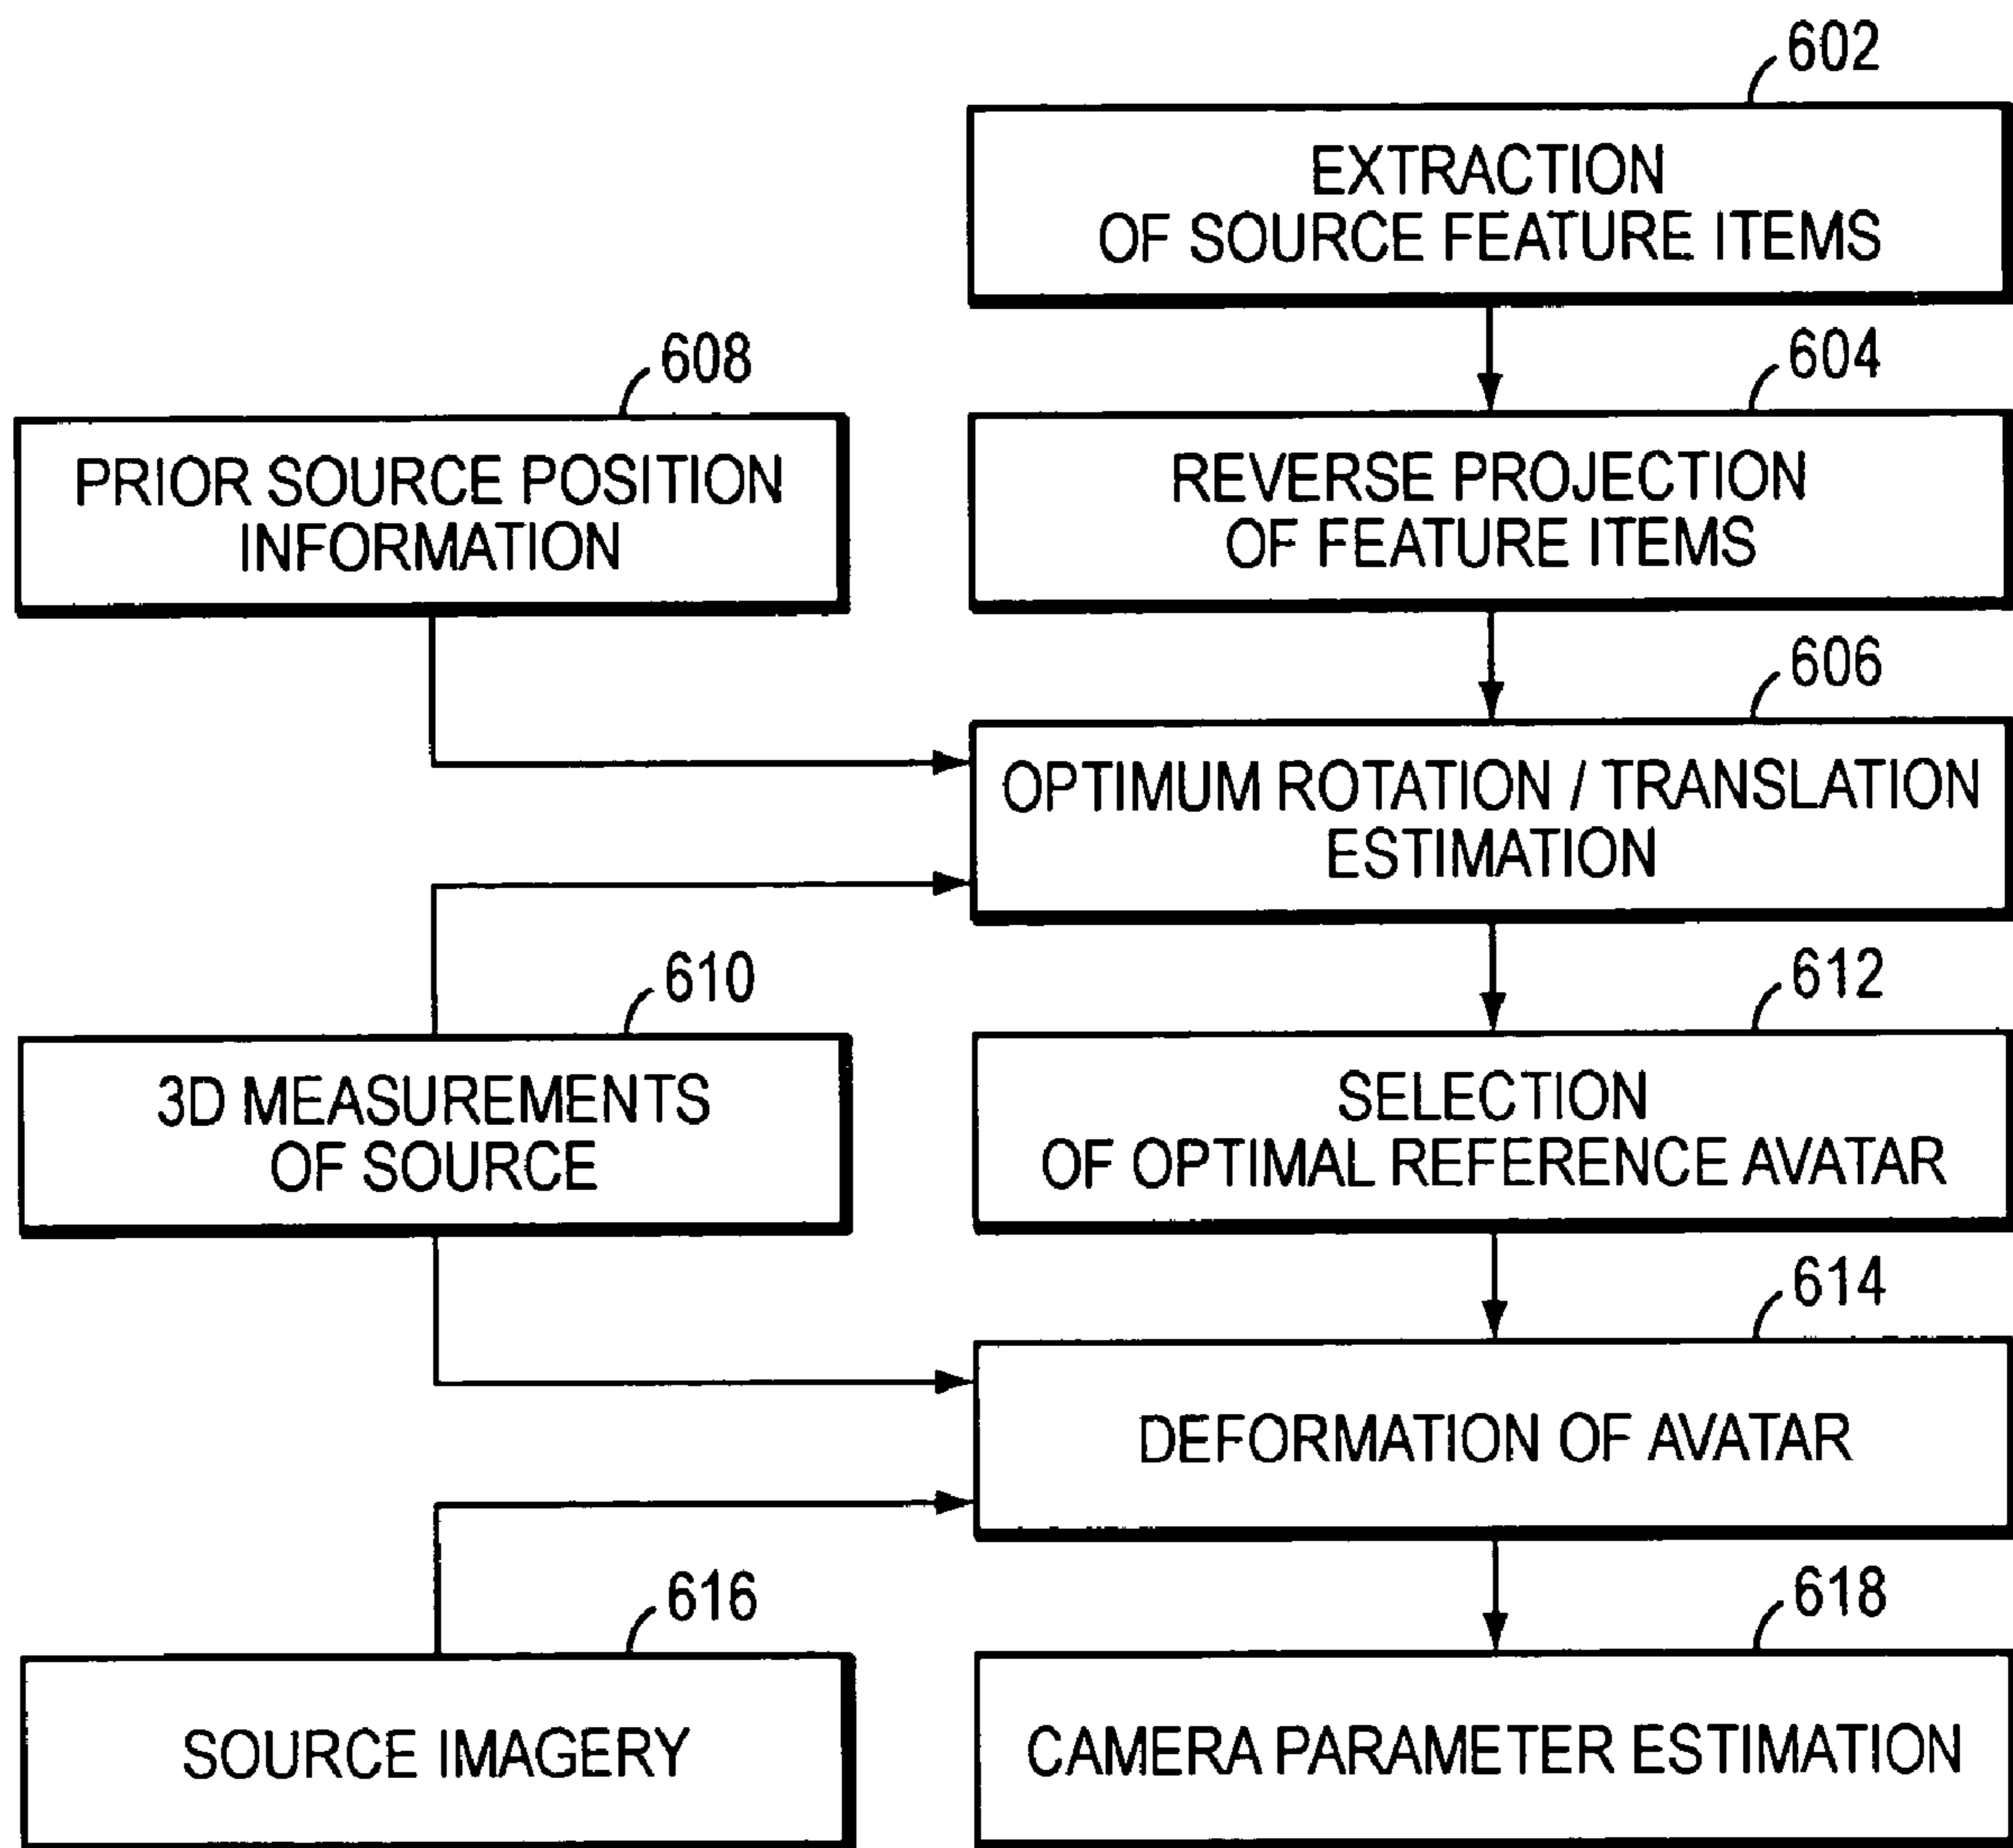 602
EXTRACTION
OF SOURCE FEATURE ITEMS
608
604
PRIOR SOURCE POSITION
INFORMATION
REVERSE PROJECTION
OF FEATURE ITEMS
606
OPTIMUM ROTATION / TRANSLATION
ESTIMATION
610
612
3D MEASUREMENTS
OF SOURCE
SELECTION
OF OPTIMAL REFERENCE AVATAR
614
DEFORMATION OF AVATAR
616
618
SOURCE IMAGERY
CAMERA PARAMETER ESTIMATION